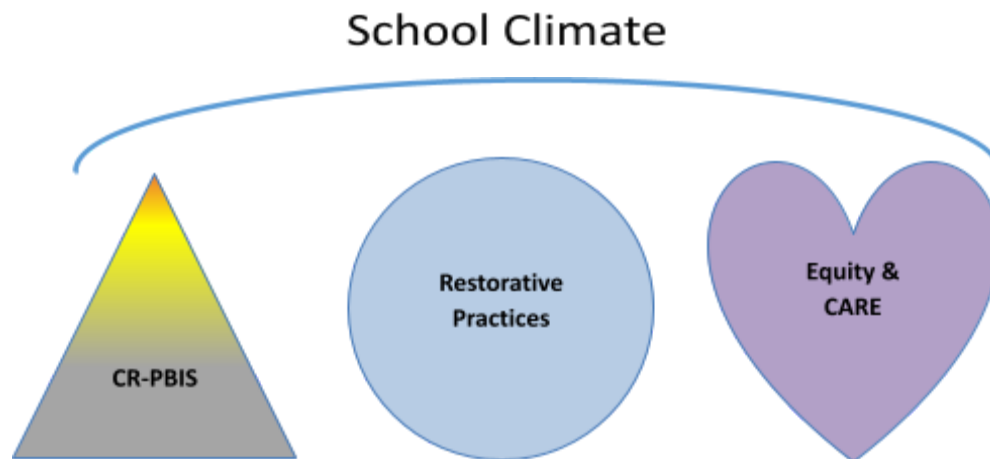 School Climate
CR-PBIS
Restorative
Practices
Equity &
CARE